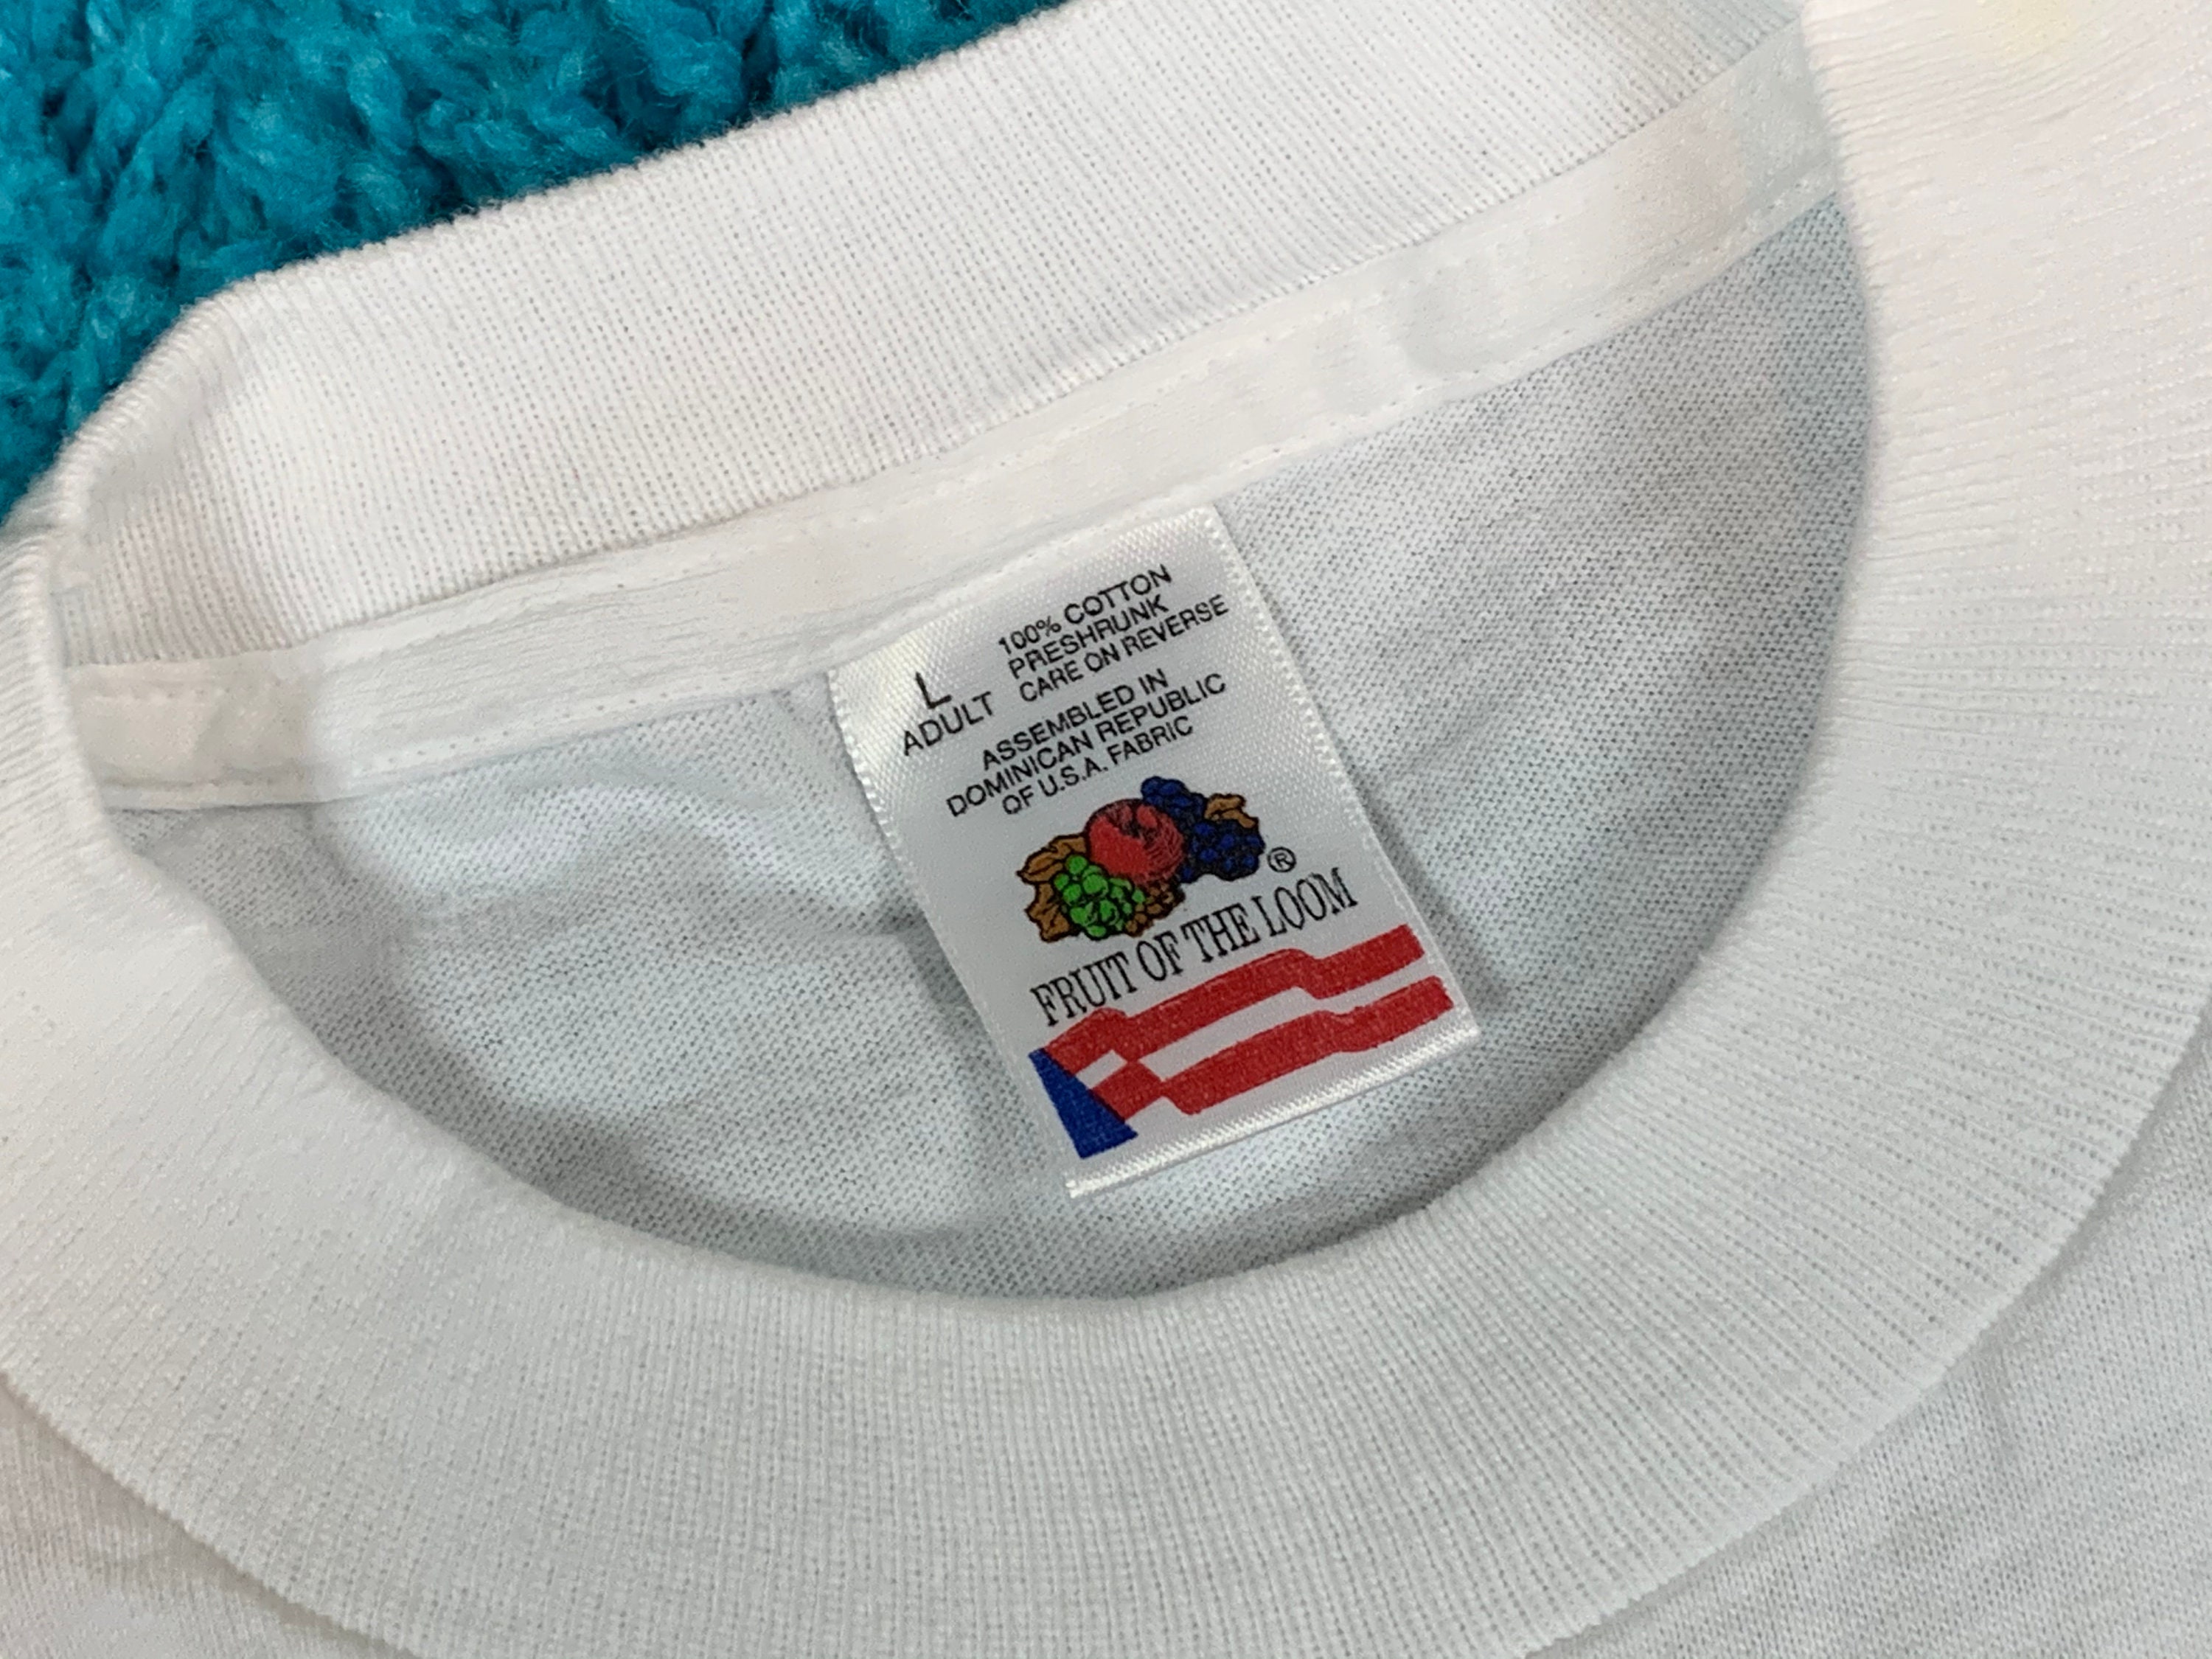 100% COTTON
PRESHRUNK
CARE ON REVERSE
L
ADULT
ASSEMBLED IN
DOMINICAN REPUBLIC
OF U.S.A. FABRIC
®
FRUIT OF THE LOOM